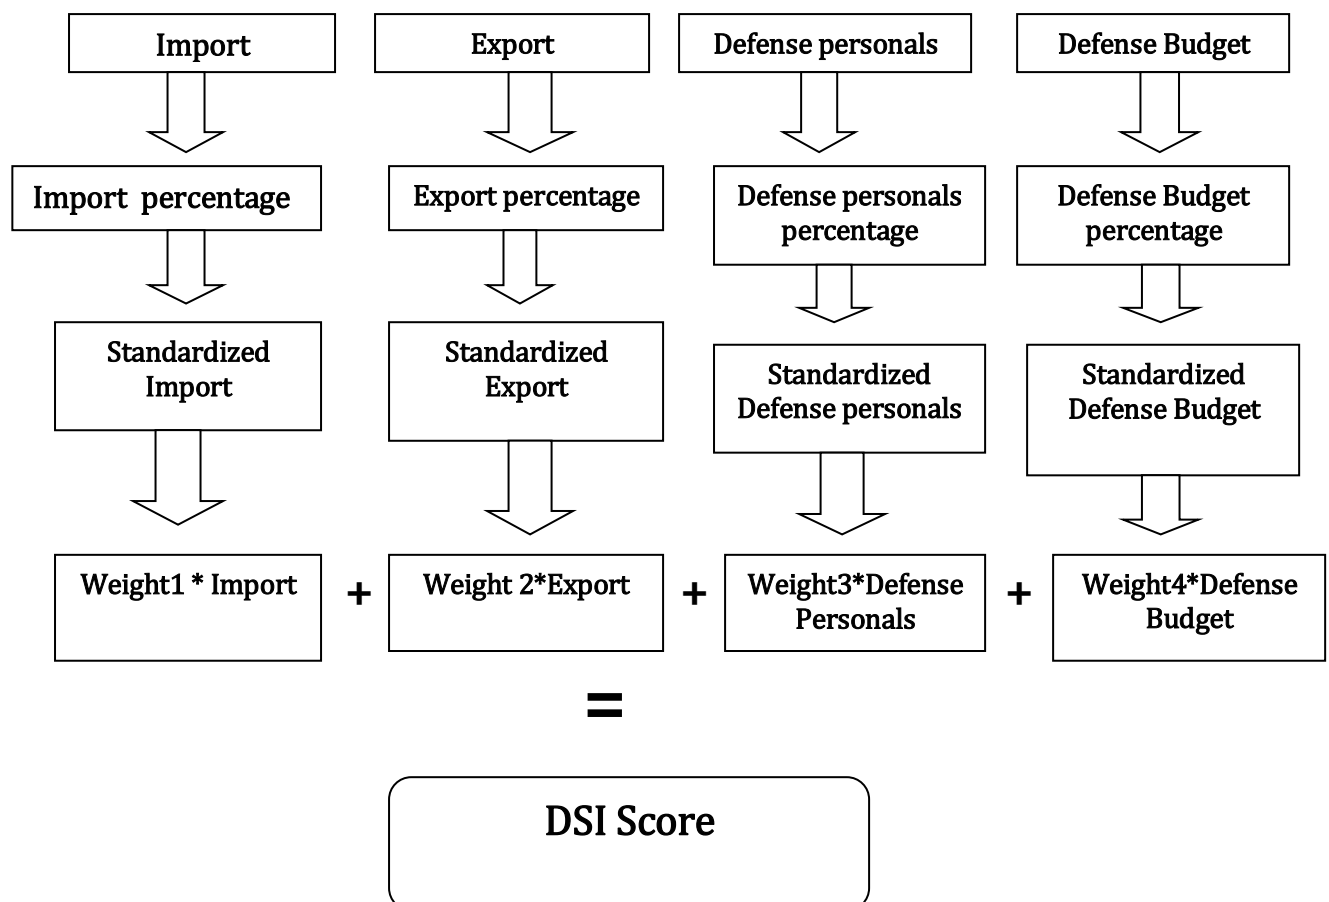 Import
Export
Defense personals
Defense Budget
Import percentage
Export percentage
Defense personals
percentage
Defense Budget
percentage
Standardized
Import
Standardized
Export
Standardized
Defense personals
Standardized
Defense Budget
Weight1 * Import
+
Weight 2*Export
+
Weight3*Defense
Personals
+
Weight4*Defense
Budget
=
DSI Score